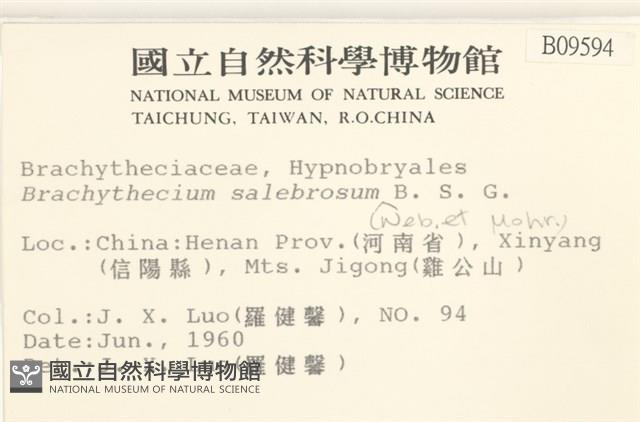 國立自然科學博物館
B09594
NATIONAL MUSEUM OF NATURAL SCIENCE
TAICHUNG, TAIWAN, R.O.CHINA
Brachytheciaceae, Hypnobryales
Brachythecium salebrosum B. S. G.
(Web. et Mohr.)
Loc.:China:Henan Prov.(河南省), Xinyang
(信陽縣), Mts. Jigong(雞公山)
Col.:J. X. Luo(羅健馨), NO. 94
Date:Jun., 1960
(羅健馨)
國立自然科學博物館
NATIONAL MUSEUM OF NATURAL SCIENCE